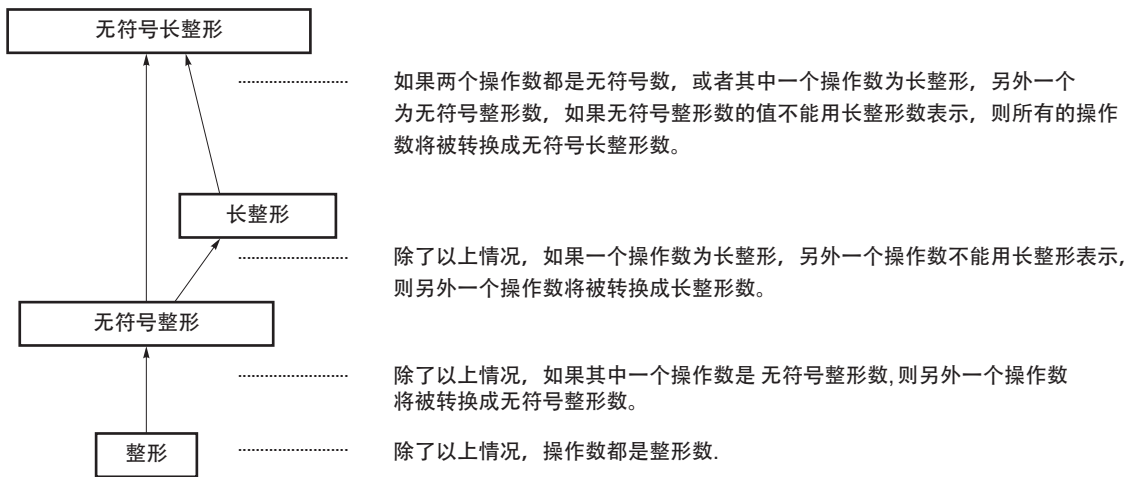 无符号长整形
如果两个操作数都是无符号数，或者其中一个操作数为长整形，另外一个
为无符号整形数，如果无符号整形数的值不能用长整形数表示，则所有的操作
数将被转换成无符号长整形数。
长整形
除了以上情况，如果一个操作数为长整形，另外一个操作数不能用长整形表示，
则另外一个操作数将被转换成长整形数。
无符号整形
除了以上情况，如果其中一个操作数是 无符号整形数,则另外一个操作数
将被转换成无符号整形数。
整形
除了以上情况，操作数都是整形数.